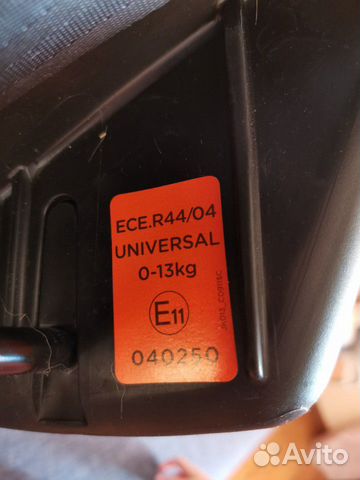 ECE.R44/04
UNIVERSAL
0-13kg
E11
040250
Avito